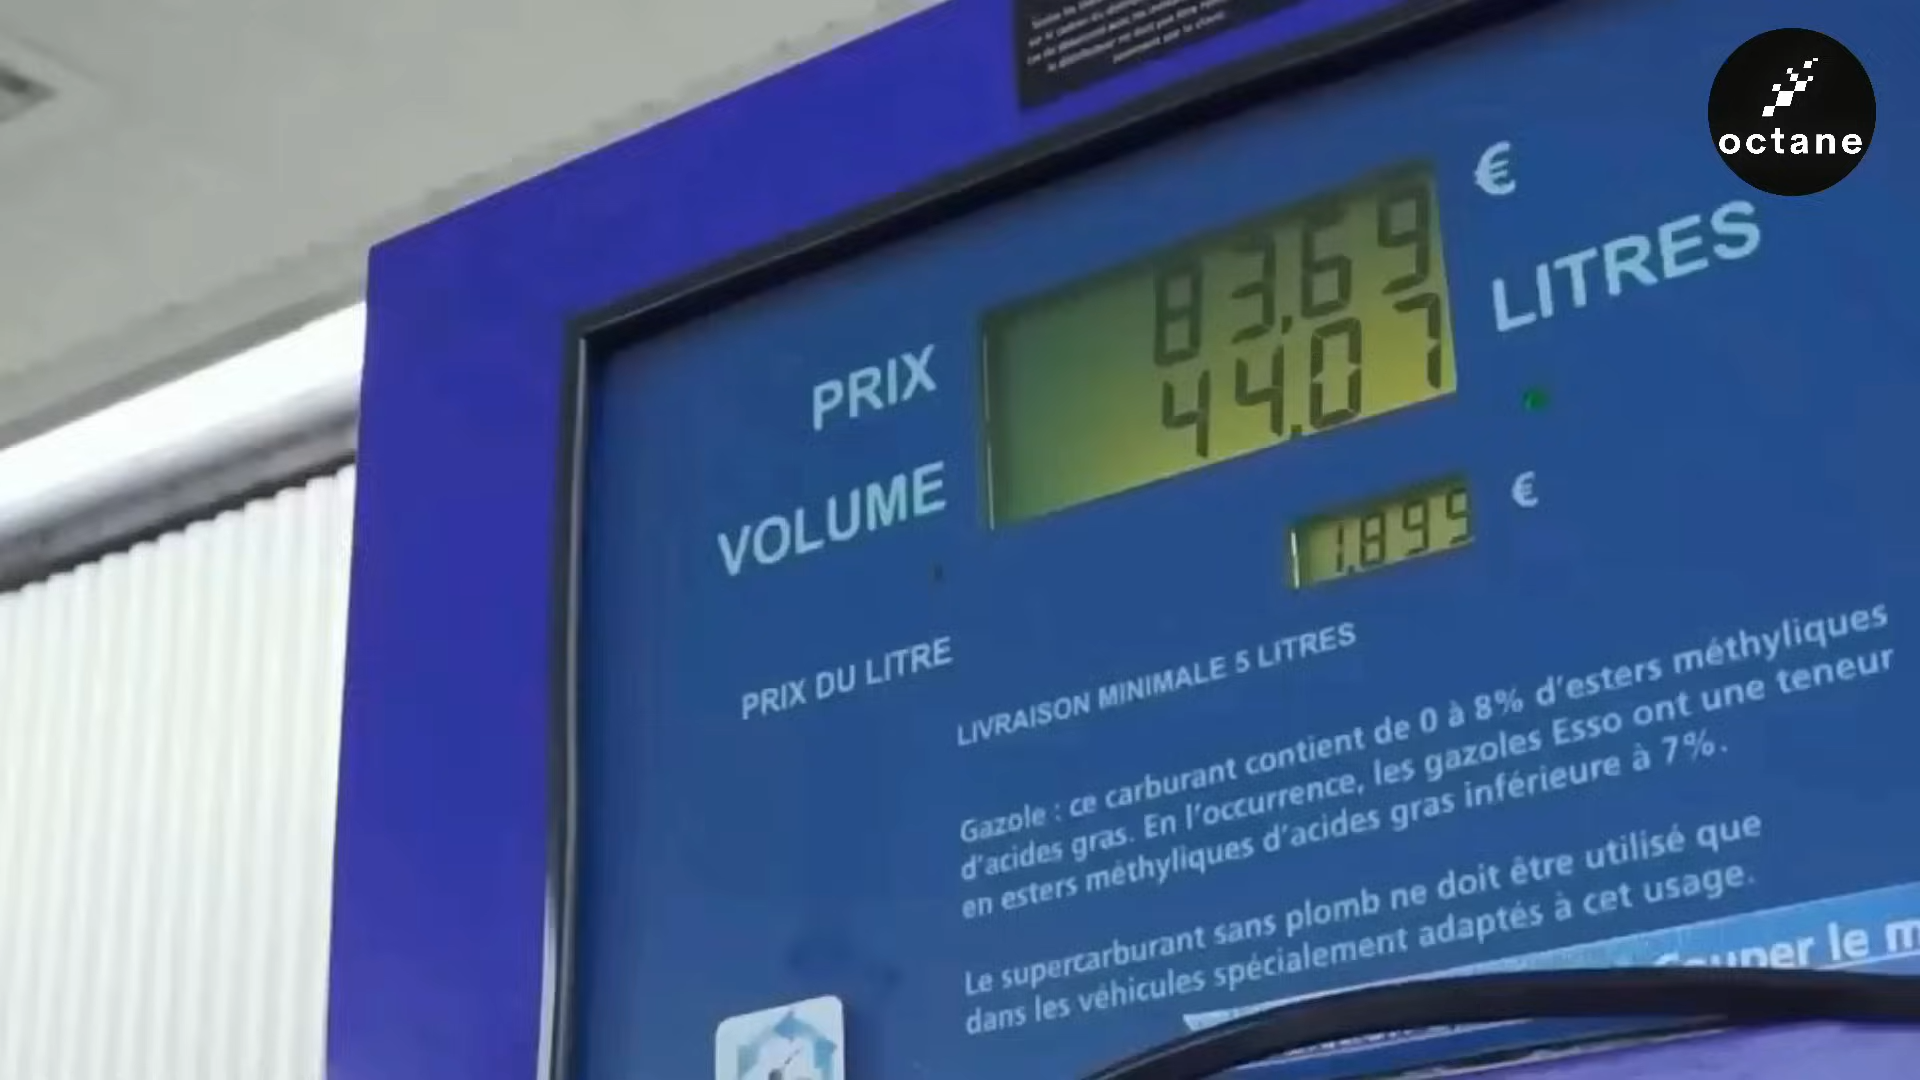 octane
€
83,69
LITRES
PRIX
44,07
VOLUME
€
1,899
PRIX DU LITRE
LIVRAISON MINIMALE 5 LITRES
Gazole : ce carburant contient de 0 à 8% d'esters méthyliques
d'acides gras. En l'occurrence, les gazoles Esso ont une teneur
en esters méthyliques d'acides gras inférieure à 7%.
Le supercarburant sans plomb ne doit être utilisé que
dans les véhicules spécialement adaptés à cet usage.
le m